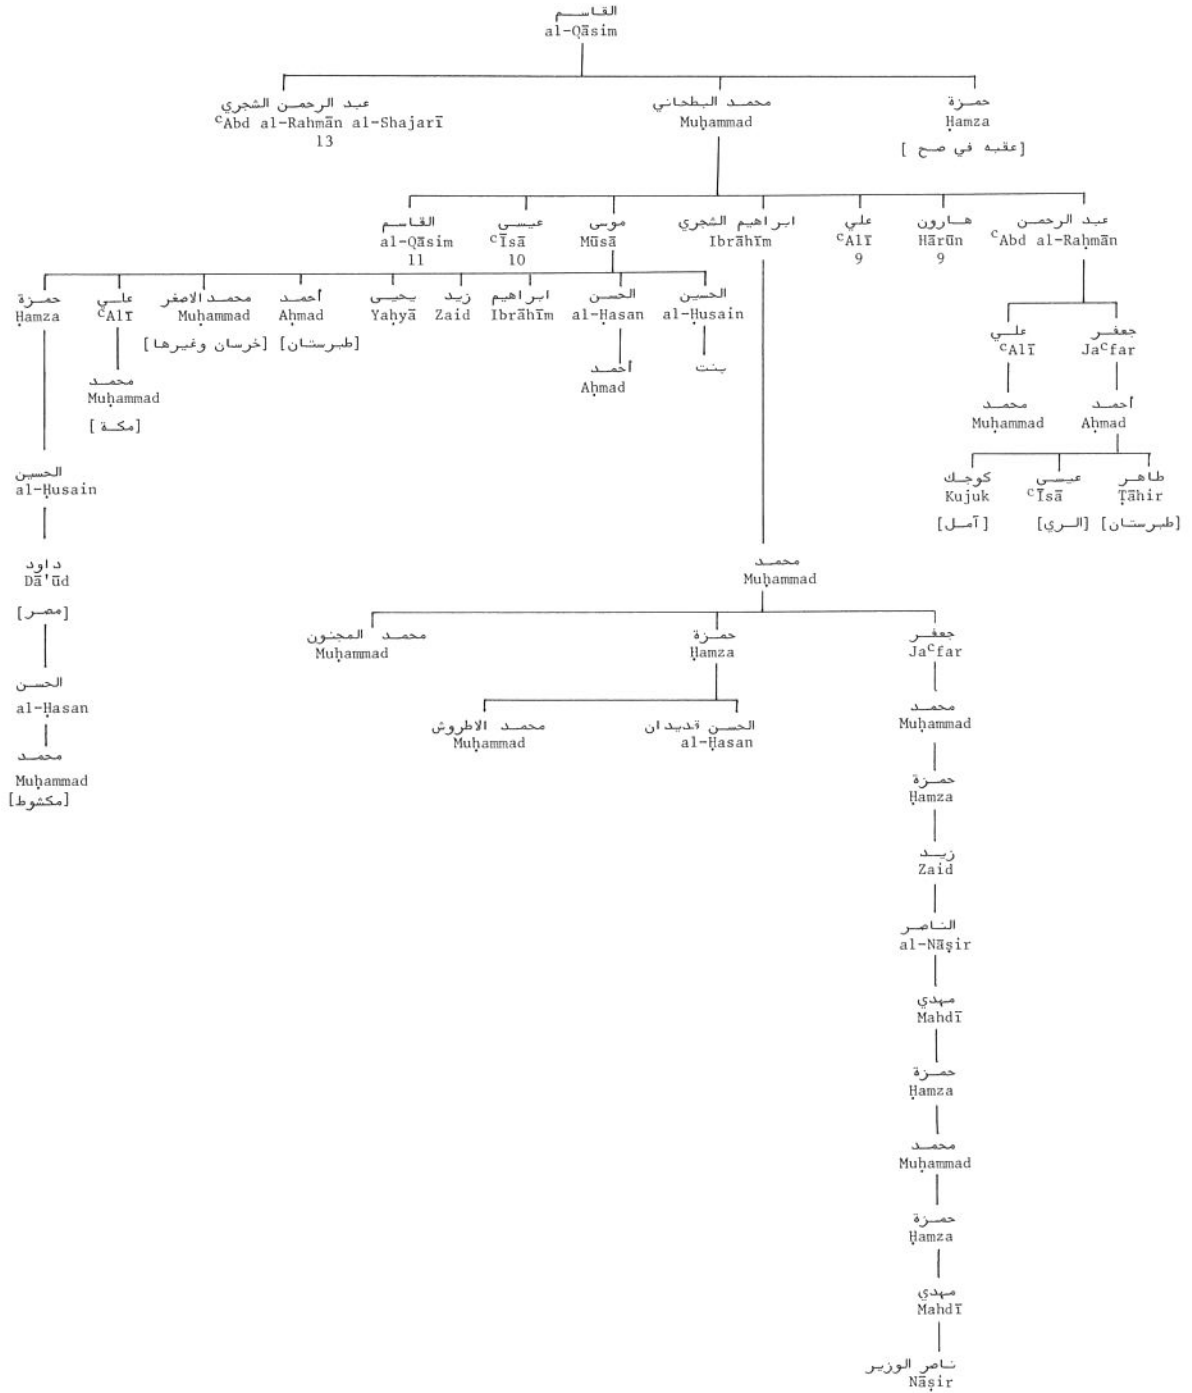 القاسم
al-Qāsim
عبد الرحمن الشجري محمد البطحاني حمزة
ᶜAbd al-Raḥmān al-Shajarī Muḥammad Ḥamza
13
[عقبه في صح]
القاسم عيسى موسى ابراهيم الشجري علي هارون عبد الرحمن
al-Qāsim ᶜĪsā Mūsā Ibrāhīm ᶜAlī Hārūn ᶜAbd al-Raḥmān
11 10 9 9
حمزة علي محمد الاصغر أحمد يحيى زيد ابراهيم الحسن الحسين
Ḥamza ᶜAlī Muḥammad Aḥmad Yaḥyā Zaid Ibrāhīm al-Ḥasan al-Ḥusain
[خرسان وغيرها] [طبرستان]
علي جعفر
ᶜAlī Jaᶜfar
محمد أحمد بنت
Muḥammad Aḥmad
[مكة]
محمد أحمد
Muḥammad Aḥmad
الحسين
al-Ḥusain
كوجك عيسى طاهر
Kujuk ᶜĪsā Ṭāhir
[آمل] [الري] [طبرستان]
داود
Dā'ūd
[مصر]
محمد
Muḥammad
محمد المجنون حمزة جعفر
Muḥammad Ḥamza Jaᶜfar
الحسن
al-Ḥasan
محمد
Muḥammad
محمد الاطروش الحسن قديدان
Muḥammad al-Ḥasan
محمد
Muḥammad
[مكشوط]
حمزة
Ḥamza
زيد
Zaid
الناصر
al-Nāṣir
مهدي
Mahdī
حمزة
Ḥamza
محمد
Muḥammad
حمزة
Ḥamza
مهدي
Mahdī
ناصر الوزير
Nāṣir